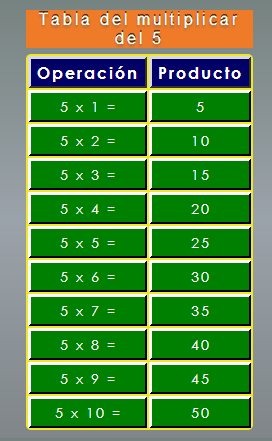 Tabla del multiplicar
del 5
Operación Producto
5 x 1 = 5
5 x 2 = 10
5 x 3 = 15
5 x 4 = 20
5 x 5 = 25
5 x 6 = 30
5 x 7 = 35
5 x 8 = 40
5 x 9 = 45
5 x 10 = 50